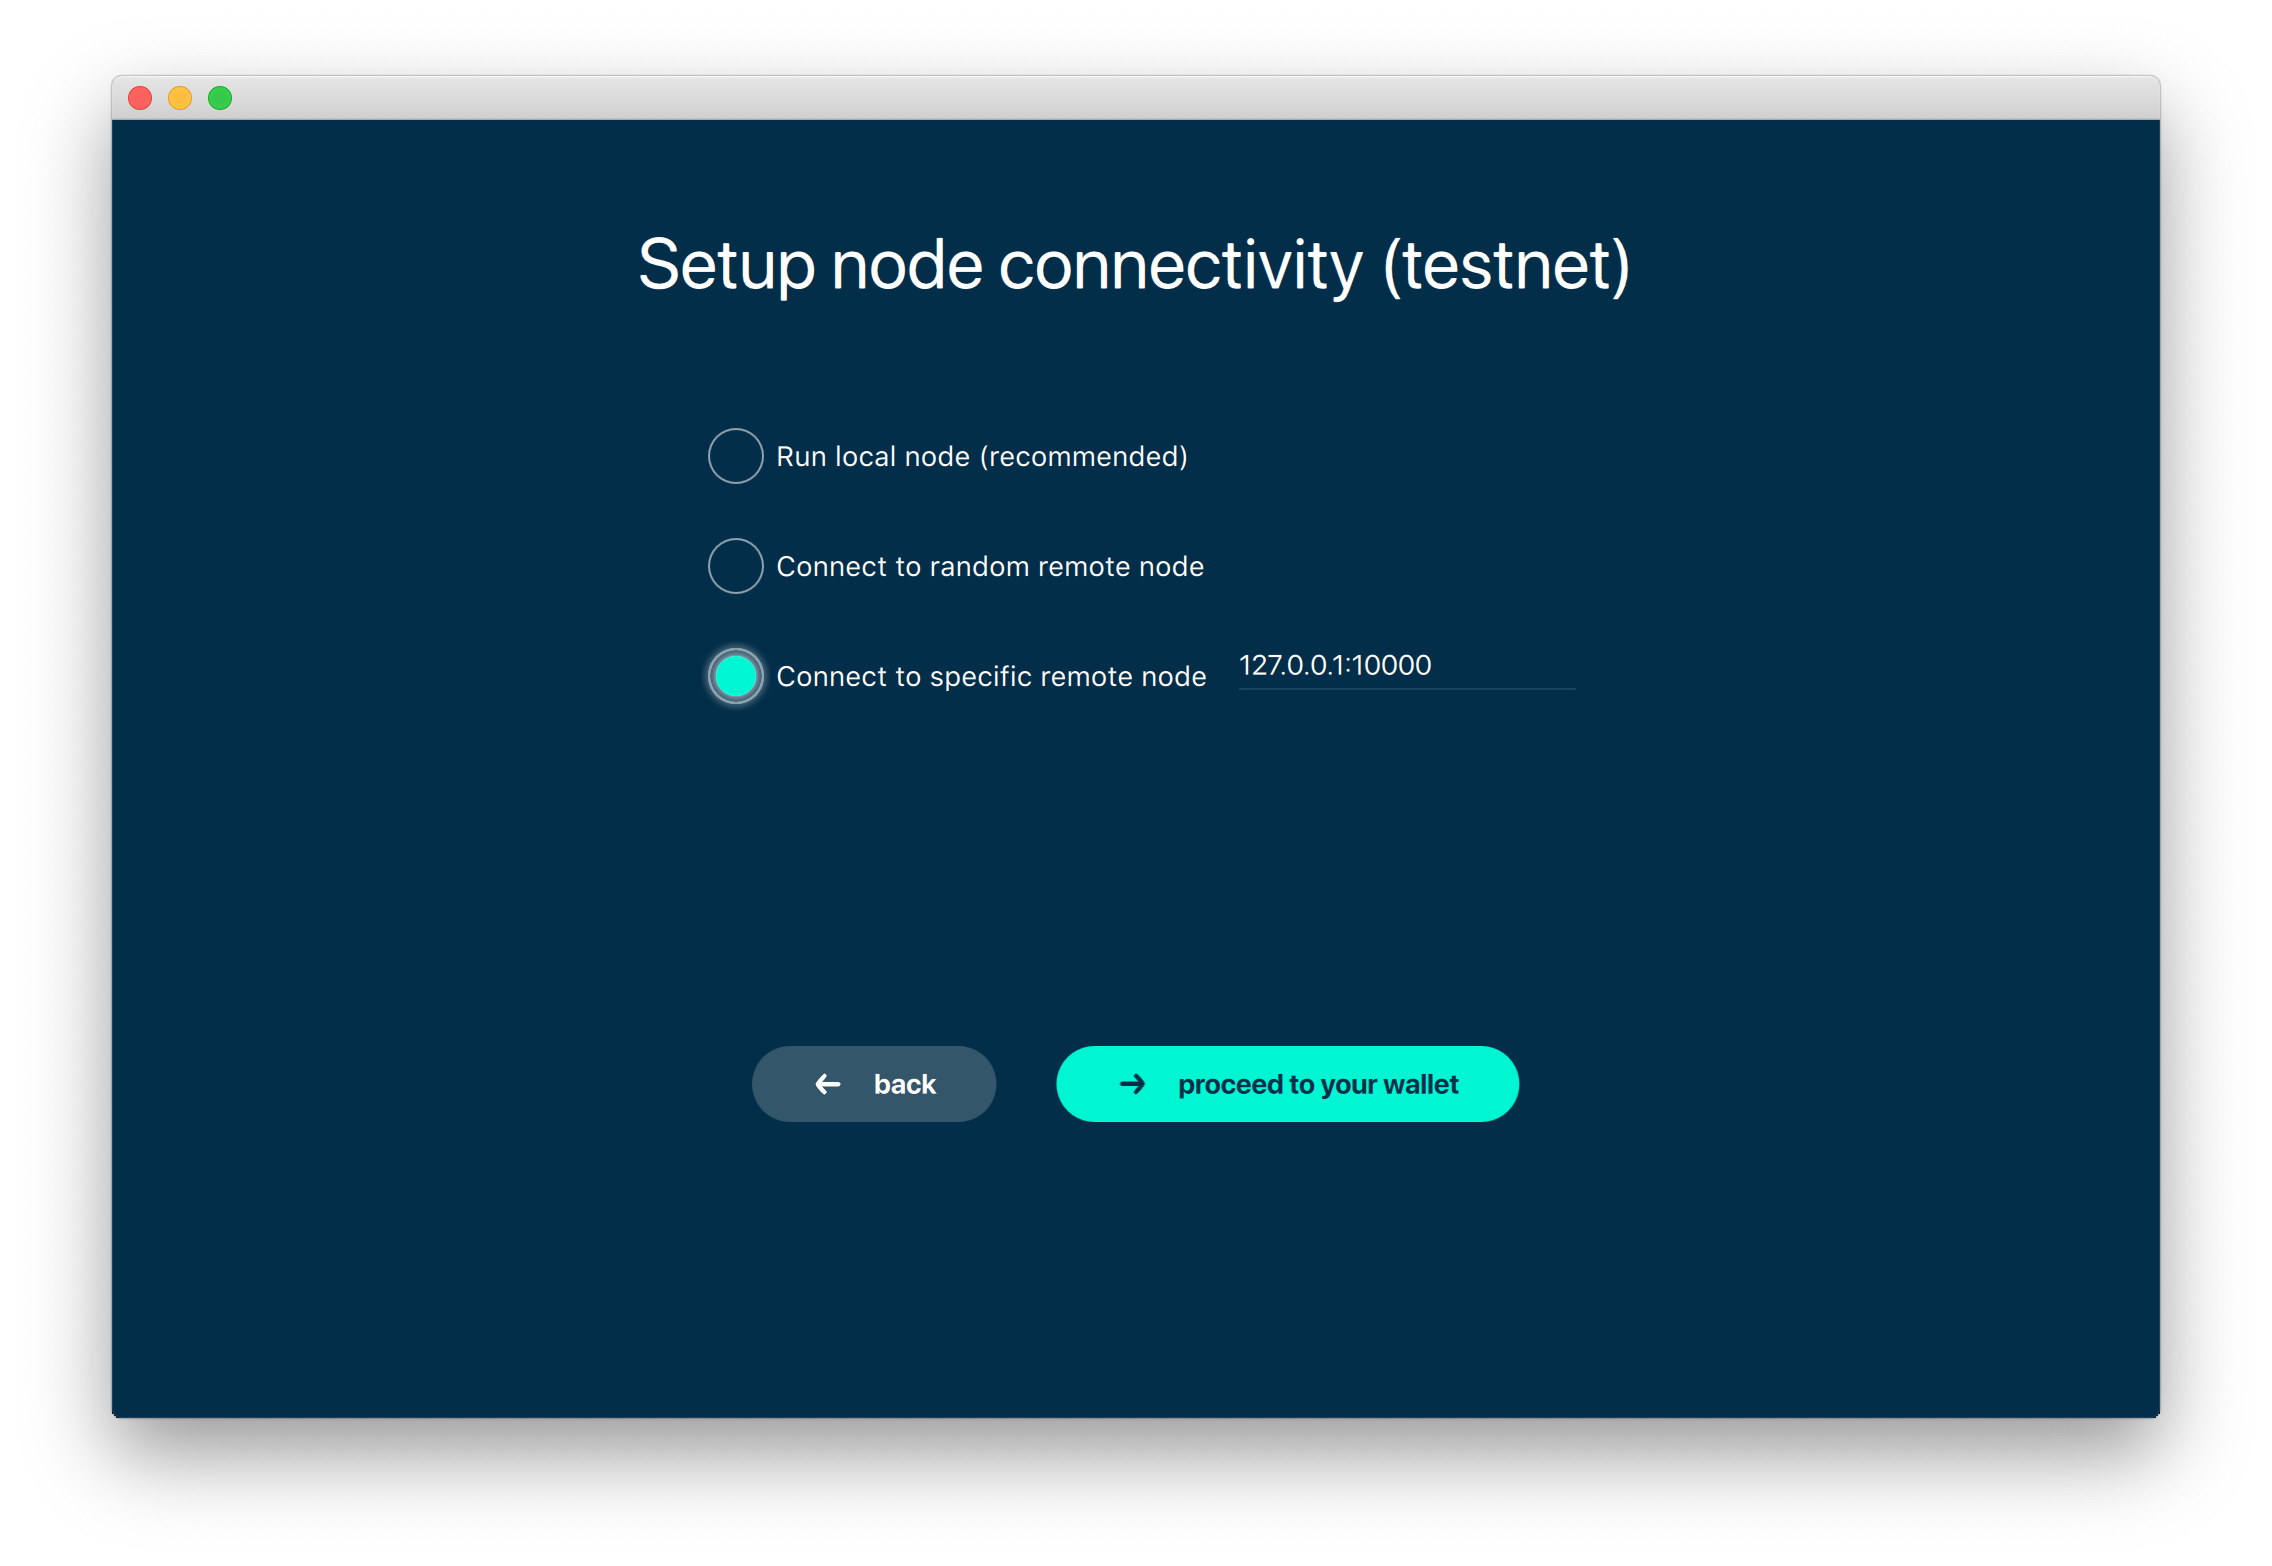 Setup node connectivity (testnet)
Run local node (recommended)
Connect to random remote node
Connect to specific remote node 127.0.0.1:10000
back
proceed to your wallet